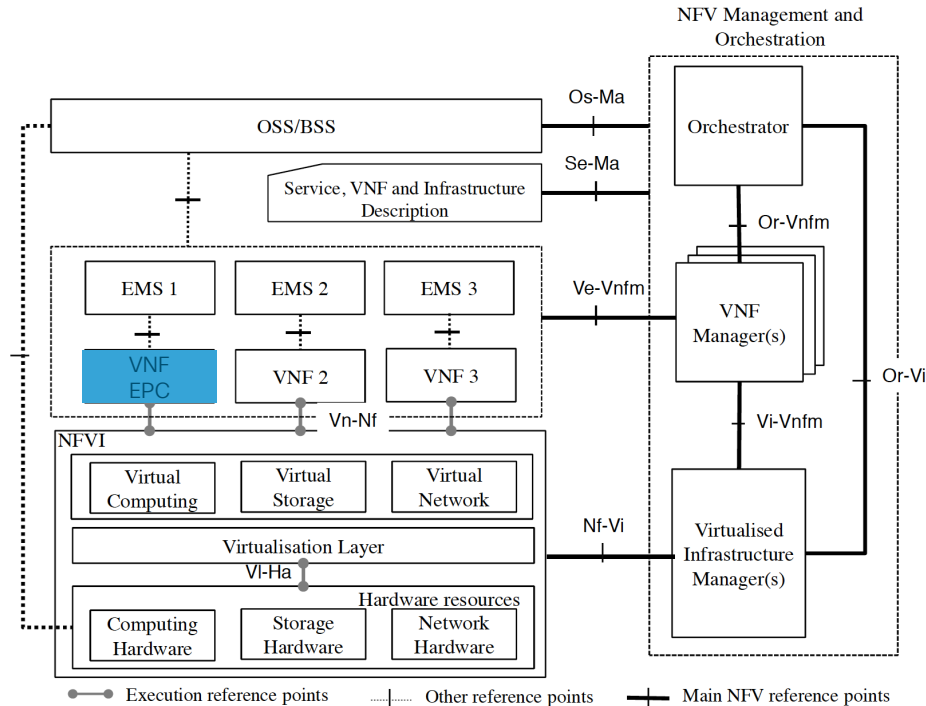 NFV Management and
Orchestration
Os-Ma
OSS/BSS
Orchestrator
Se-Ma
Service, VNF and Infrastructure
Description
Or-Vnfm
EMS 1
EMS 2
EMS 3
Ve-Vnfm
VNF
Manager(s)
VNF
EPC
VNF 2
VNF 3
Or-Vi
Vn-Nf
Vi-Vnfm
NFVI
Virtual
Computing
Virtual
Storage
Virtual
Network
Nf-Vi
Virtualised
Infrastructure
Manager(s)
Virtualisation Layer
Vl-Ha
Hardware resources
Computing
Hardware
Storage
Hardware
Network
Hardware
Execution reference points
Other reference points
Main NFV reference points